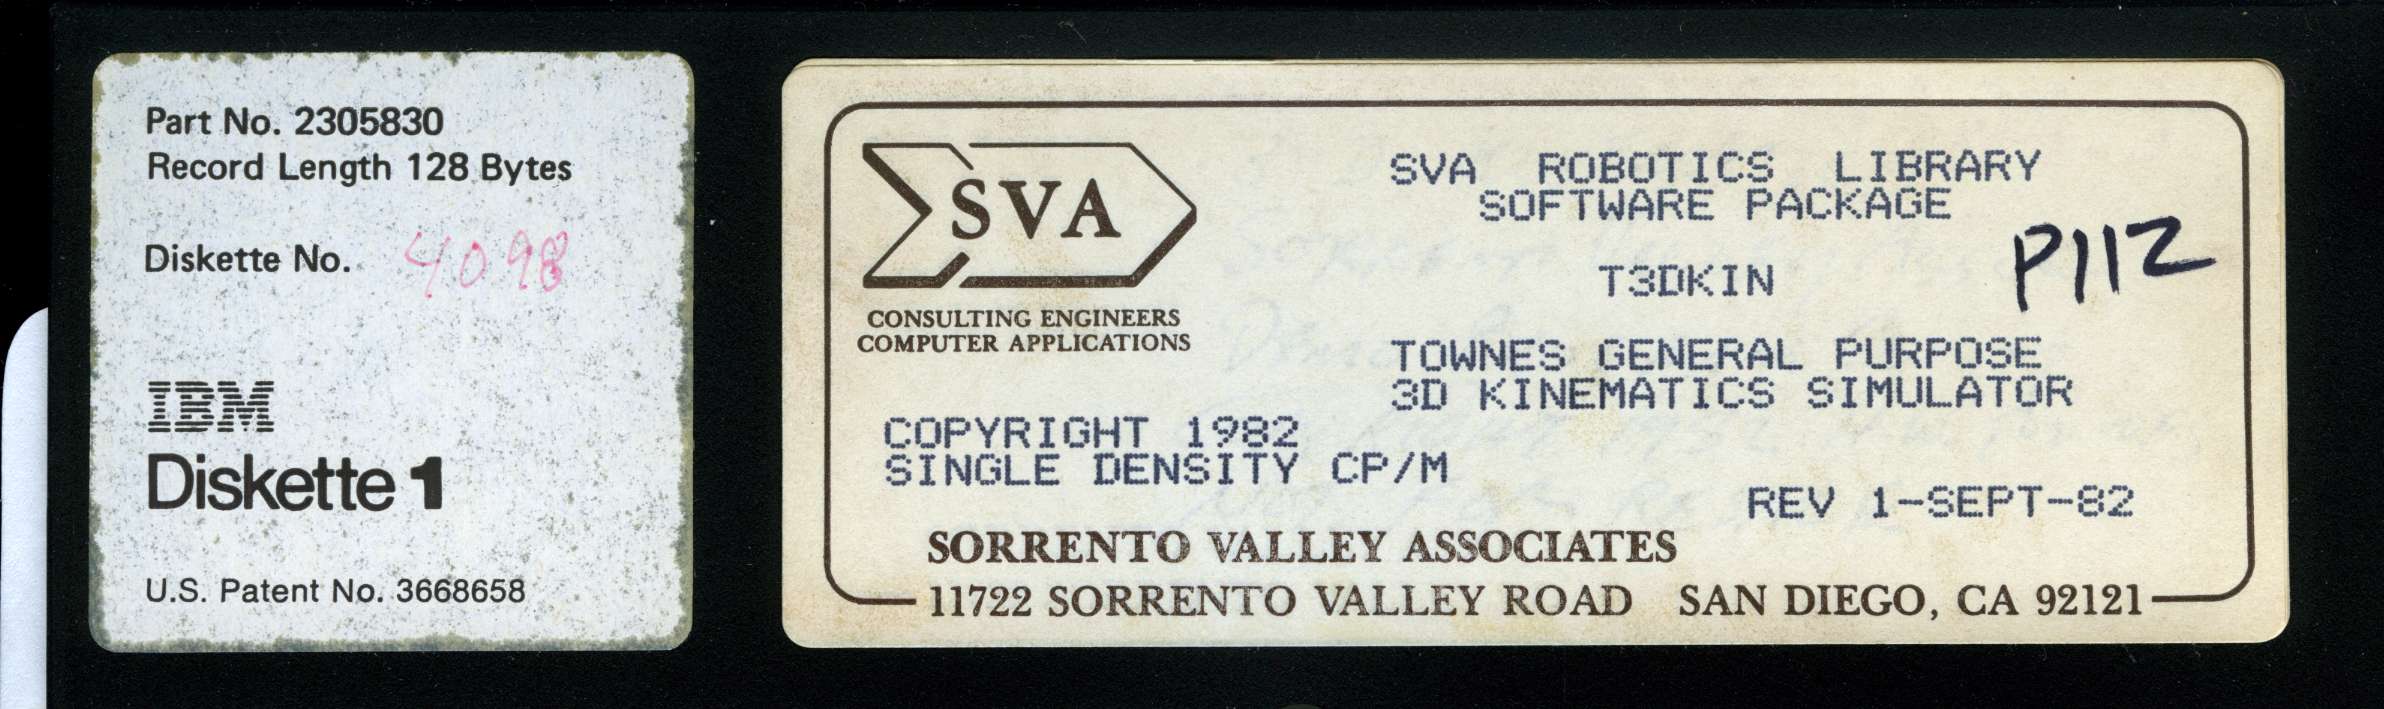 Part No. 2305830
Record Length 128 Bytes
Diskette No. 4098
IBM
Diskette 1
U.S. Patent No. 3668658
SVA
CONSULTING ENGINEERS
COMPUTER APPLICATIONS
SVA ROBOTICS LIBRARY
SOFTWARE PACKAGE
P112
T3DKIN
TOWNES GENERAL PURPOSE
3D KINEMATICS SIMULATOR
COPYRIGHT 1982
SINGLE DENSITY CP/M
REV 1-SEPT-82
SORRENTO VALLEY ASSOCIATES
11722 SORRENTO VALLEY ROAD SAN DIEGO, CA 92121